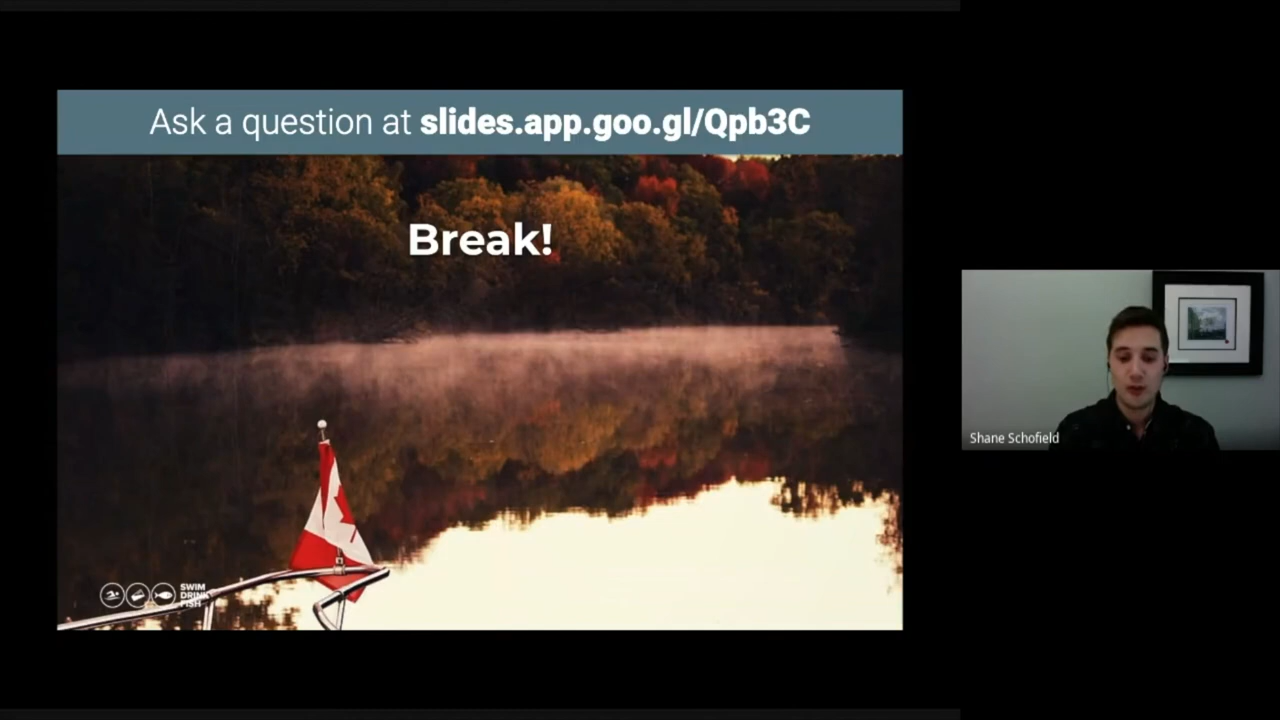 Ask a question at slides.app.goo.gl/Qpb3C
Break!
SWIM
DRINK
FISH
Shane Schofield